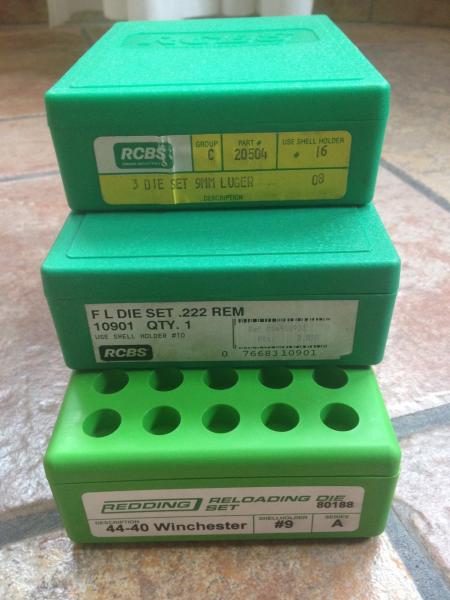 RCBS
RCBS
GROUP PART # USE SHELL HOLDER
C 20504 # 16
3 DIE SET 9MM LUGER 08
DESCRIPTION
F L DIE SET .222 REM
10901 QTY. 1
USE SHELL HOLDER #10
RCBS
0 7668310901
REDDING RELOADING DIE SET 80188
DESCRIPTION SHELLHOLDER SERIES
44-40 Winchester #9 A